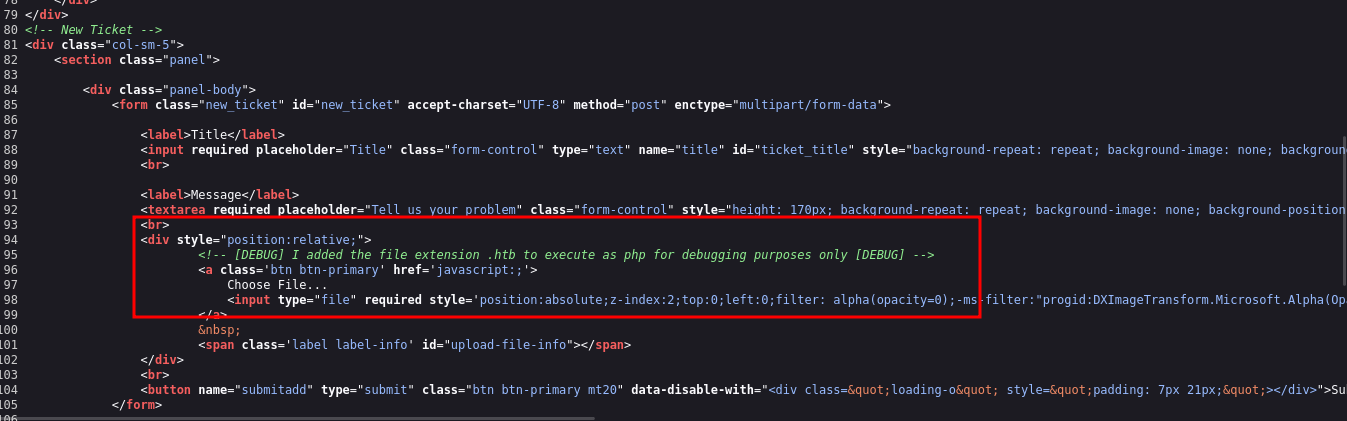 79 </div>
80 <!-- New Ticket -->
81 <div class="col-sm-5">
82 <section class="panel">
83
84 <div class="panel-body">
85 <form class="new_ticket" id="new_ticket" accept-charset="UTF-8" method="post" enctype="multipart/form-data">
86
87 <label>Title</label>
88 <input required placeholder="Title" class="form-control" type="text" name="title" id="ticket_title" style="background-repeat: repeat; background-image: none; backgroun
89 <br>
90
91 <label>Message</label>
92 <textarea required placeholder="Tell us your problem" class="form-control" style="height: 170px; background-repeat: repeat; background-image: none; background-position
93 <br>
94 <div style="position:relative;">
95 <!-- [DEBUG] I added the file extension .htb to execute as php for debugging purposes only [DEBUG] -->
96 <a class='btn btn-primary' href='javascript:;'>
97 Choose File...
98 <input type="file" required style='position:absolute;z-index:2;top:0;left:0;filter: alpha(opacity=0);-ms-filter:"progid:DXImageTransform.Microsoft.Alpha(Opa
99 </a>
100 &nbsp;
101 <span class='label label-info' id="upload-file-info"></span>
102 </div>
103 <br>
104 <button name="submitadd" type="submit" class="btn btn-primary mt20" data-disable-with="<div class=&quot;loading-o&quot; style=&quot;padding: 7px 21px;&quot;></div>">Su
105 </form>
106